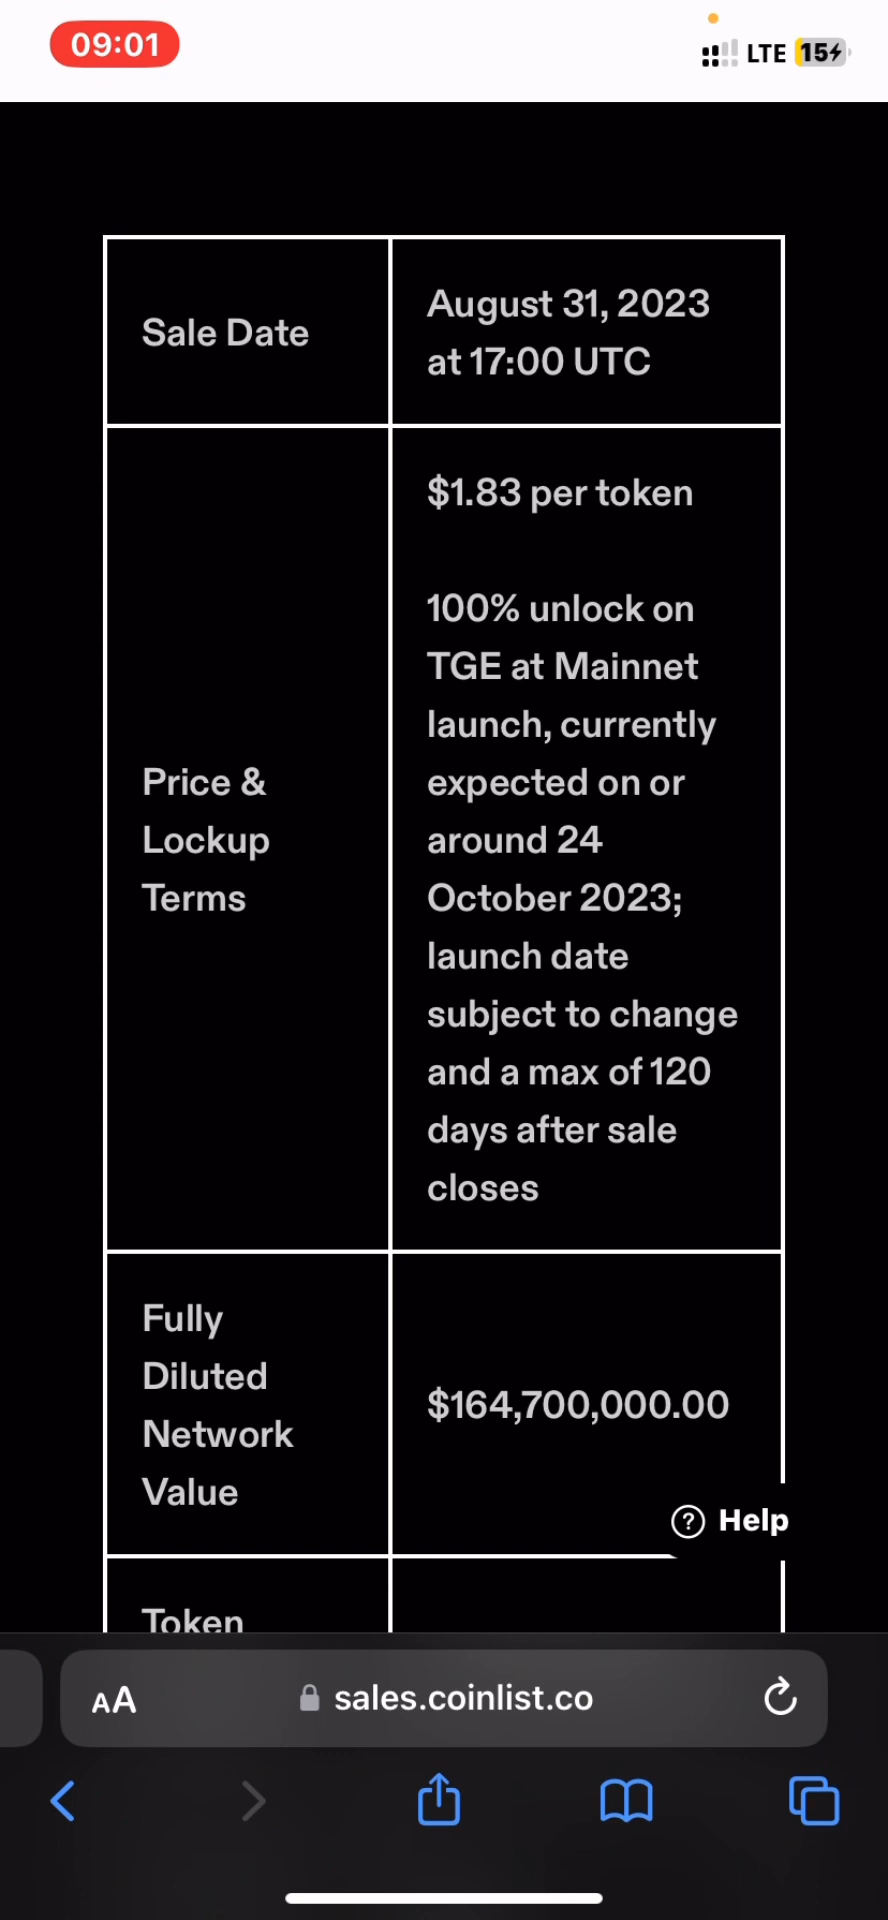 09:01
LTE 15
Sale Date
August 31, 2023
at 17:00 UTC
Price &
Lockup
Terms
$1.83 per token
100% unlock on
TGE at Mainnet
launch, currently
expected on or
around 24
October 2023;
launch date
subject to change
and a max of 120
days after sale
closes
Fully
Diluted
Network
Value
$164,700,000.00
? Help
Token
AA
sales.coinlist.co